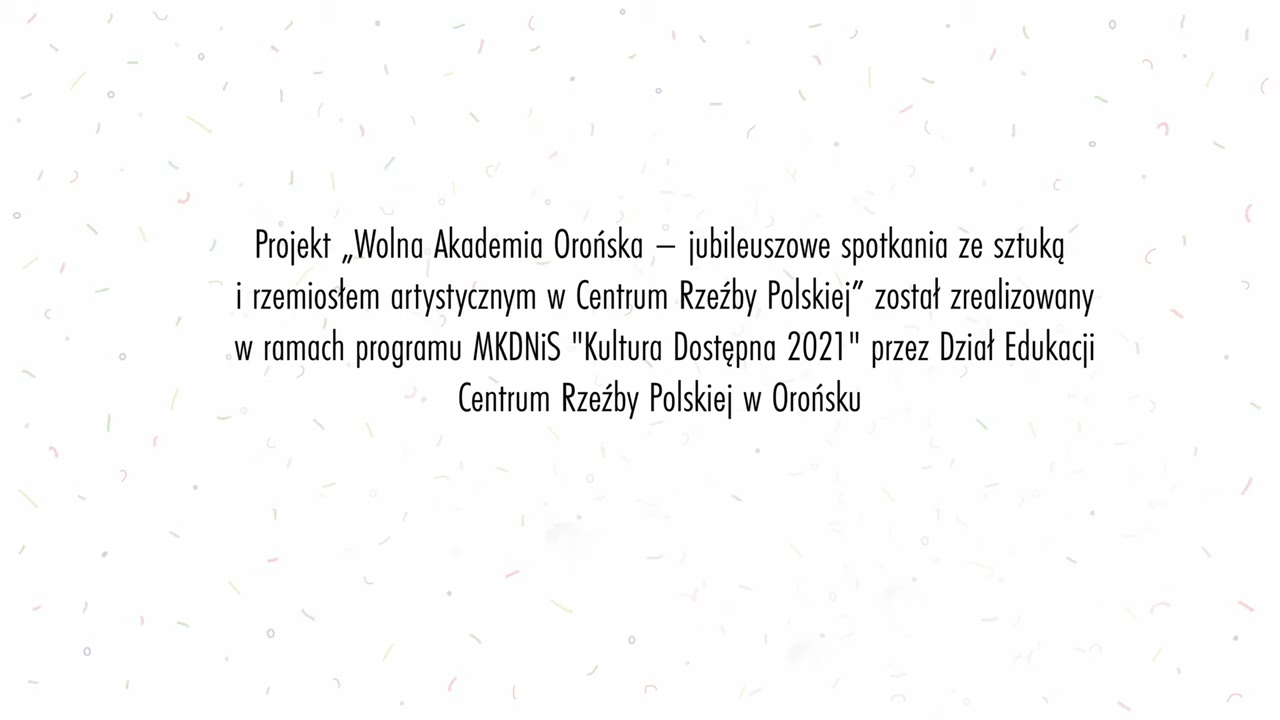 Projekt „Wolna Akademia Orońska – jubileuszowe spotkania ze sztuką
i rzemiosłem artystycznym w Centrum Rzeźby Polskiej” został zrealizowany
w ramach programu MKDNiS "Kultura Dostępna 2021" przez Dział Edukacji
Centrum Rzeźby Polskiej w Orońsku